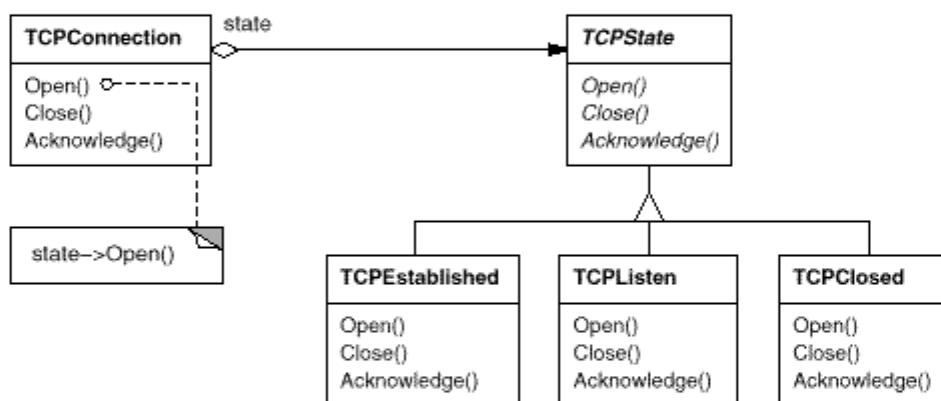 state
TCPConnection
Open()
Close()
Acknowledge()
state->Open()
TCPState
Open()
Close()
Acknowledge()
TCPEstablished
Open()
Close()
Acknowledge()
TCPListen
Open()
Close()
Acknowledge()
TCPClosed
Open()
Close()
Acknowledge()